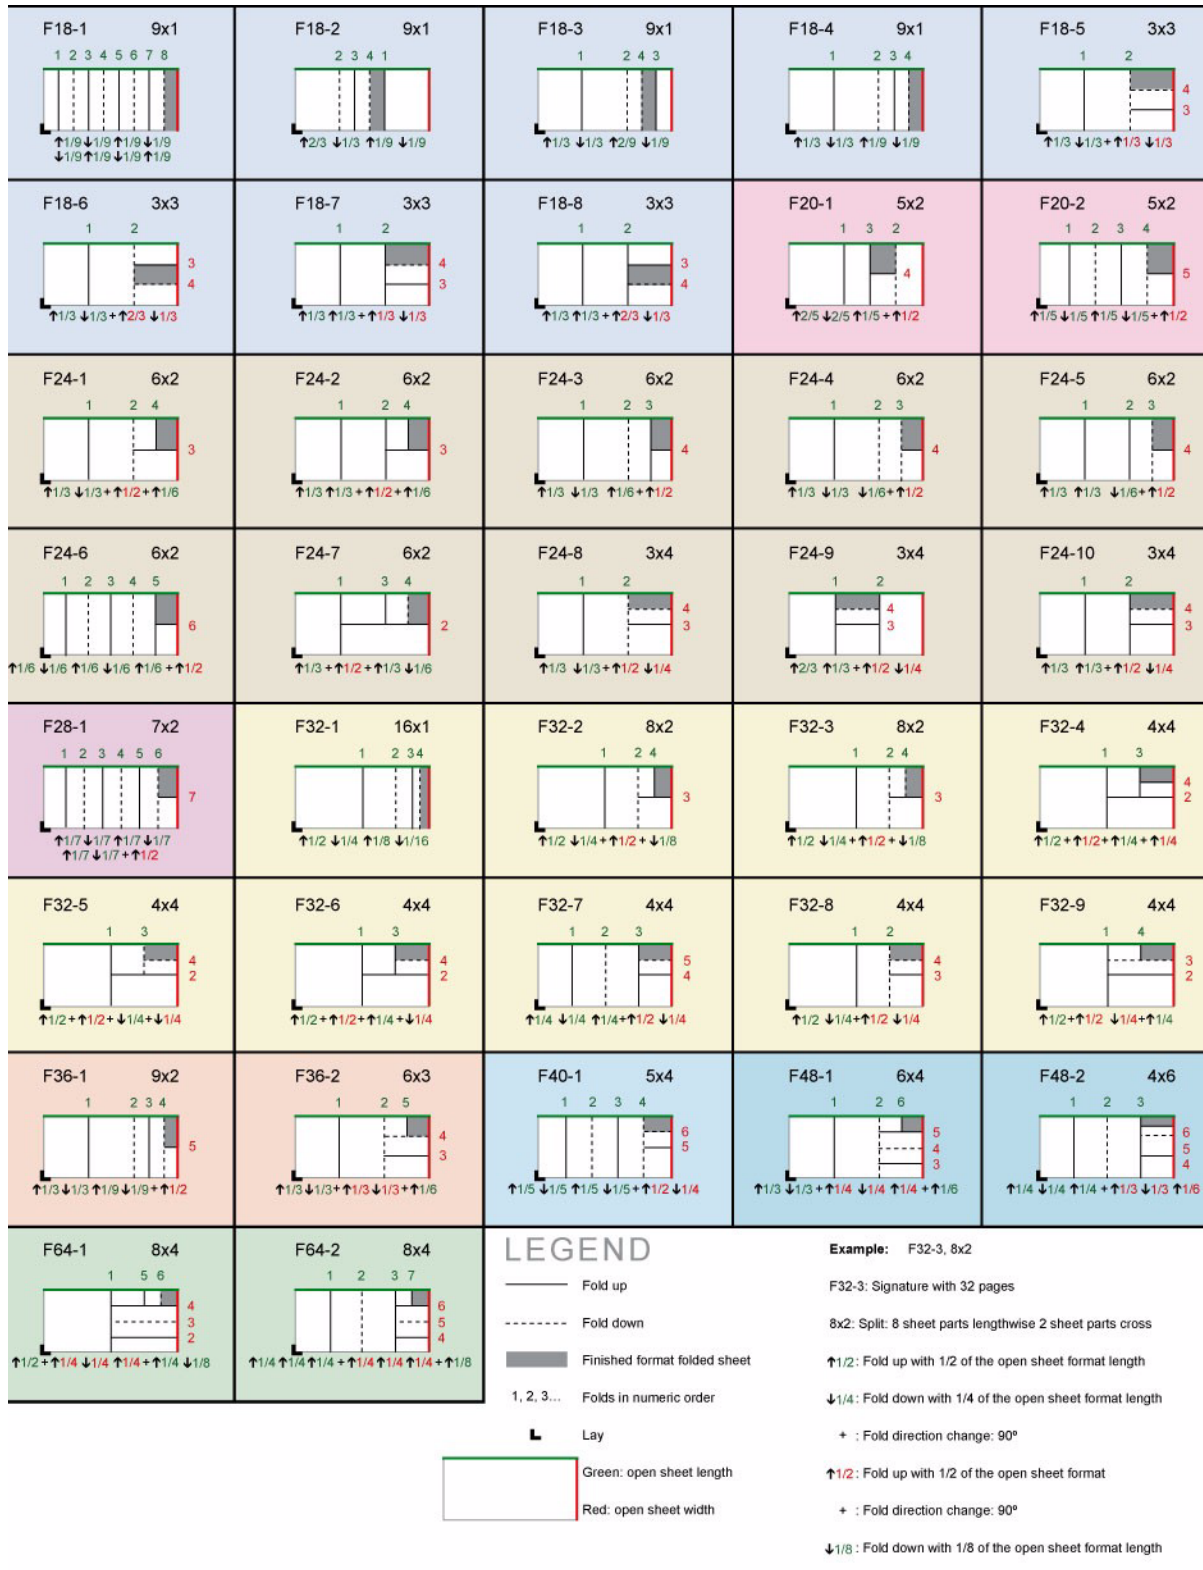 F18-1 9x1
1 2 3 4 5 6 7 8
↑1/9↓1/9↑1/9↓1/9
↓1/9↑1/9↓1/9↑1/9
F18-2 9x1
2 3 4 1
↑2/3 ↓1/3 ↑1/9 ↓1/9
F18-3 9x1
1 2 4 3
↑1/3 ↓1/3 ↑2/9 ↓1/9
F18-4 9x1
1 2 3 4
↑1/3 ↓1/3 ↑1/9 ↓1/9
F18-5 3x3
1 2
4
3
↑1/3 ↓1/3+↑1/3 ↓1/3
F18-6 3x3
1 2
3
4
↑1/3 ↓1/3+↑2/3 ↓1/3
F18-7 3x3
1 2
4
3
↑1/3 ↑1/3+↑1/3 ↓1/3
F18-8 3x3
1 2
3
4
↑1/3 ↑1/3+↑2/3 ↓1/3
F20-1 5x2
1 3 2
4
↑2/5 ↓2/5 ↑1/5+↑1/2
F20-2 5x2
1 2 3 4
5
↑1/5 ↓1/5 ↑1/5 ↓1/5+↑1/2
F24-1 6x2
1 2 4
3
↑1/3 ↓1/3+↑1/2+↑1/6
F24-2 6x2
1 2 4
3
↑1/3 ↑1/3+↑1/2+↑1/6
F24-3 6x2
1 2 3
4
↑1/3 ↓1/3 ↑1/6+↑1/2
F24-4 6x2
1 2 3
4
↑1/3 ↓1/3 ↓1/6+↑1/2
F24-5 6x2
1 2 3
4
↑1/3 ↑1/3 ↓1/6+↑1/2
F24-6 6x2
1 2 3 4 5
6
↑1/6 ↓1/6 ↑1/6 ↓1/6 ↑1/6 +↑1/2
F24-7 6x2
1 3 4
2
↑1/3+↑1/2+↑1/3 ↓1/6
F24-8 3x4
1 2
4
3
↑1/3 ↓1/3+↑1/2 ↓1/4
F24-9 3x4
1 2
4
3
↑2/3 ↑1/3+↑1/2 ↓1/4
F24-10 3x4
1 2
4
3
↑1/3 ↑1/3+↑1/2 ↓1/4
F28-1 7x2
1 2 3 4 5 6
7
↑1/7↓1/7↑1/7↓1/7
↑1/7↓1/7+↑1/2
F32-1 16x1
1 2 3 4
↑1/2 ↓1/4 ↑1/8 ↓1/16
F32-2 8x2
1 2 4
3
↑1/2 ↓1/4+↑1/2+↓1/8
F32-3 8x2
1 2 4
3
↑1/2 ↓1/4+↑1/2+↓1/8
F32-4 4x4
1 3
4
2
↑1/2+↑1/2+↑1/4+↑1/4
F32-5 4x4
1 3
4
2
↑1/2+↑1/2+↓1/4+↓1/4
F32-6 4x4
1 3
4
2
↑1/2+↑1/2+↑1/4+↓1/4
F32-7 4x4
1 2 3
5
4
↑1/4 ↓1/4 ↑1/4+↑1/2 ↓1/4
F32-8 4x4
1 2
4
3
↑1/2 ↓1/4+↑1/2 ↓1/4
F32-9 4x4
1 4
3
2
↑1/2+↑1/2 ↓1/4+↑1/4
F36-1 9x2
1 2 3 4
5
↑1/3↓1/3↑1/9↓1/9+↑1/2
F36-2 6x3
1 2 5
4
3
↑1/3↓1/3+↑1/3↓1/3+↑1/6
F40-1 5x4
1 2 3 4
6
5
↑1/5 ↓1/5 ↑1/5 ↓1/5+↑1/2 ↓1/4
F48-1 6x4
1 2 6
5
4
3
↑1/3 ↓1/3+↑1/4 ↓1/4 ↑1/4 +↑1/6
F48-2 4x6
1 2 3
6
5
4
↑1/4 ↓1/4 ↑1/4 +↑1/3 ↓1/3 ↑1/6
F64-1 8x4
1 5 6
4
3
2
↑1/2+↑1/4 ↓1/4 ↑1/4+↑1/4 ↓1/8
F64-2 8x4
1 2 3 7
6
5
4
↑1/4 ↑1/4↑1/4+↑1/4 ↑1/4 ↑1/4+↑1/8
LEGEND
Fold up
Fold down
Finished format folded sheet
1, 2, 3... Folds in numeric order
Lay
Green: open sheet length
Red: open sheet width
Example: F32-3, 8x2
F32-3: Signature with 32 pages
8x2: Split: 8 sheet parts lengthwise 2 sheet parts cross
↑1/2: Fold up with 1/2 of the open sheet format length
↓1/4: Fold down with 1/4 of the open sheet format length
+ : Fold direction change: 90º
↑1/2: Fold up with 1/2 of the open sheet format
+ : Fold direction change: 90º
↓1/8: Fold down with 1/8 of the open sheet format length